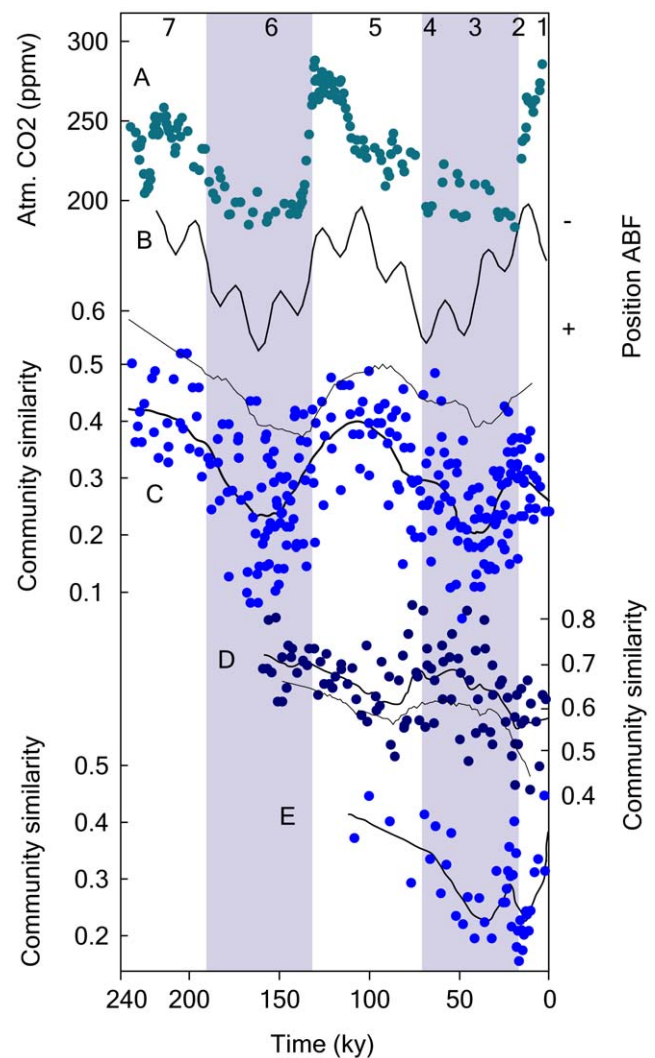 7 6 5 4 3 2 1
300
A
Atm. CO2 (ppmv)
250
200
-
B
Position ABF
+
0.6
0.5
0.4
Community similarity
0.3
C
0.2
0.1
0.8
D
0.7
0.6
Community similarity
0.5
0.4
0.5
E
0.4
Community similarity
0.3
0.2
240 200 150 100 50 0
Time (ky)